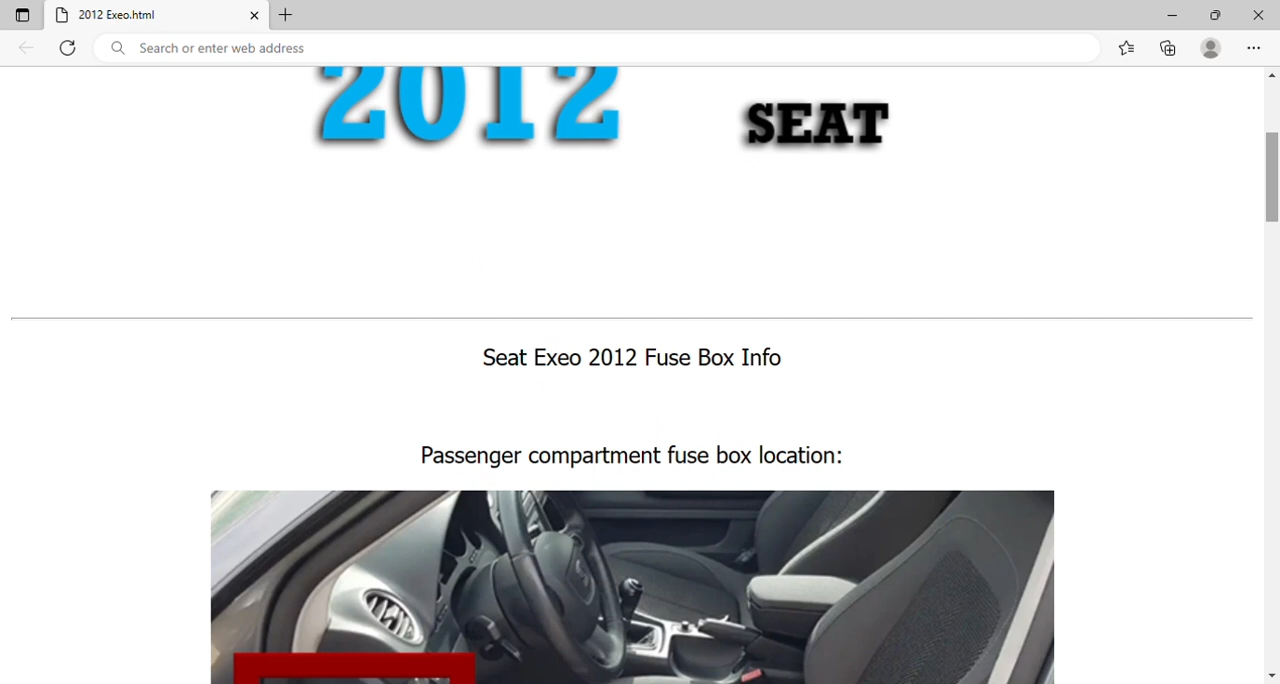 2012 Exeo.html
Search or enter web address
2012
SEAT
Seat Exeo 2012 Fuse Box Info
Passenger compartment fuse box location: